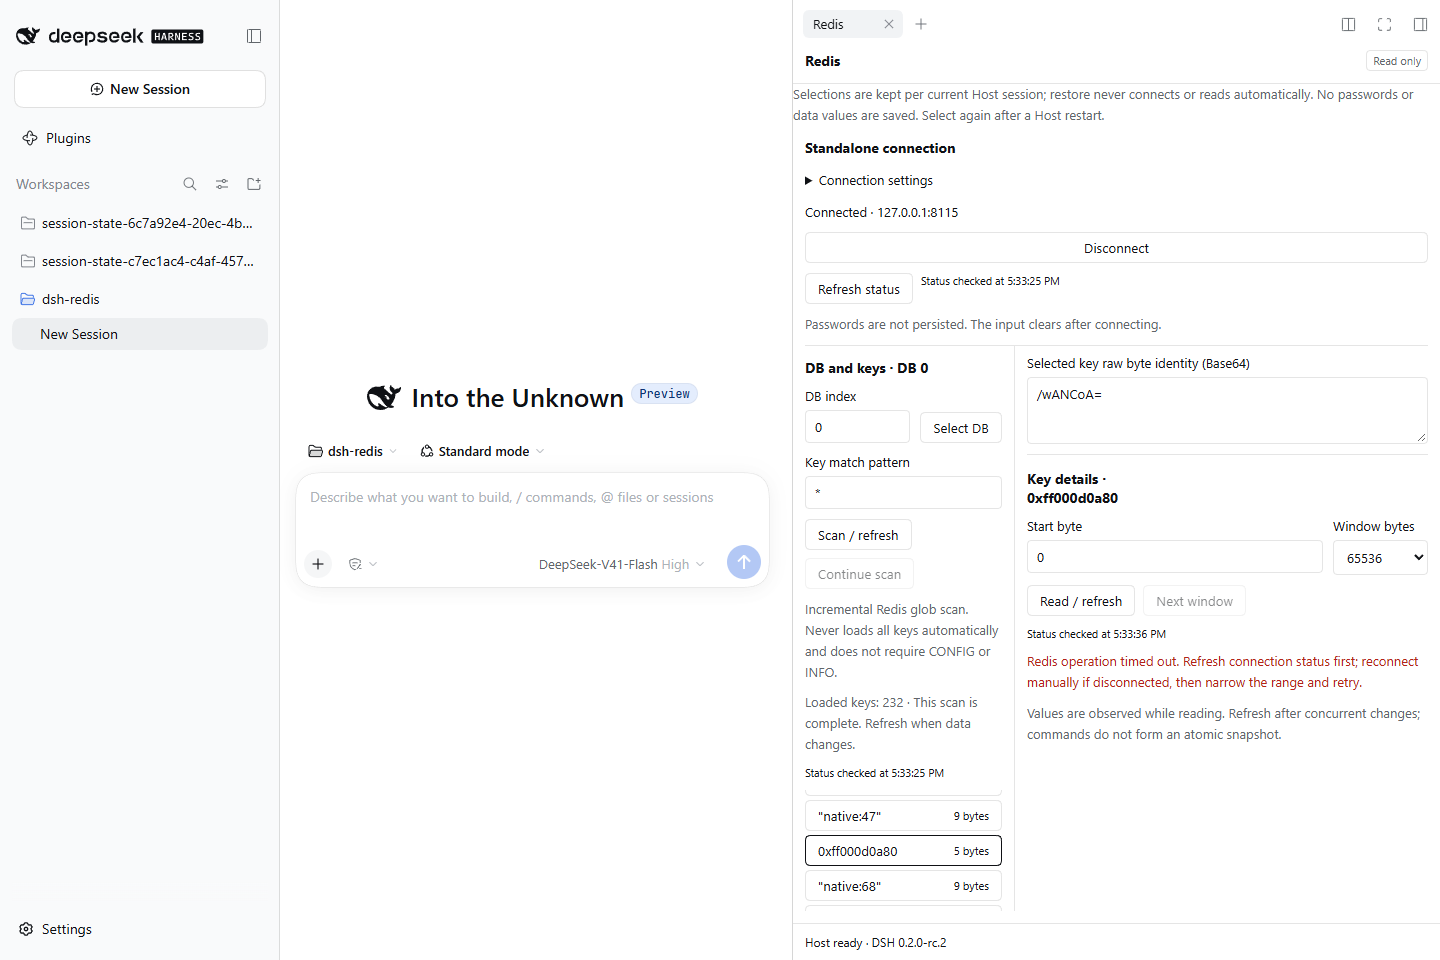 deepseek HARNESS
New Session
Plugins
Workspaces
session-state-6c7a92e4-20ec-4b...
session-state-c7ec1ac4-c4af-457...
dsh-redis
New Session
Settings
Into the Unknown Preview
dsh-redis Standard mode
Describe what you want to build, / commands, @ files or sessions
DeepSeek-V41-Flash High
Redis
Redis
Read only
Selections are kept per current Host session; restore never connects or reads automatically. No passwords or
data values are saved. Select again after a Host restart.
Standalone connection
Connection settings
Connected · 127.0.0.1:8115
Disconnect
Refresh status
Status checked at 5:33:25 PM
Passwords are not persisted. The input clears after connecting.
DB and keys · DB 0
DB index
0
Select DB
Key match pattern
*
Scan / refresh
Continue scan
Incremental Redis glob scan.
Never loads all keys automatically
and does not require CONFIG or
INFO.
Loaded keys: 232 · This scan is
complete. Refresh when data
changes.
Status checked at 5:33:25 PM
"native:47" 9 bytes
0xff000d0a80 5 bytes
"native:68" 9 bytes
Selected key raw byte identity (Base64)
/wANCoA=
Key details ·
0xff000d0a80
Start byte
0
Window bytes
65536
Read / refresh
Next window
Status checked at 5:33:36 PM
Redis operation timed out. Refresh connection status first; reconnect
manually if disconnected, then narrow the range and retry.
Values are observed while reading. Refresh after concurrent changes;
commands do not form an atomic snapshot.
Host ready · DSH 0.2.0-rc.2